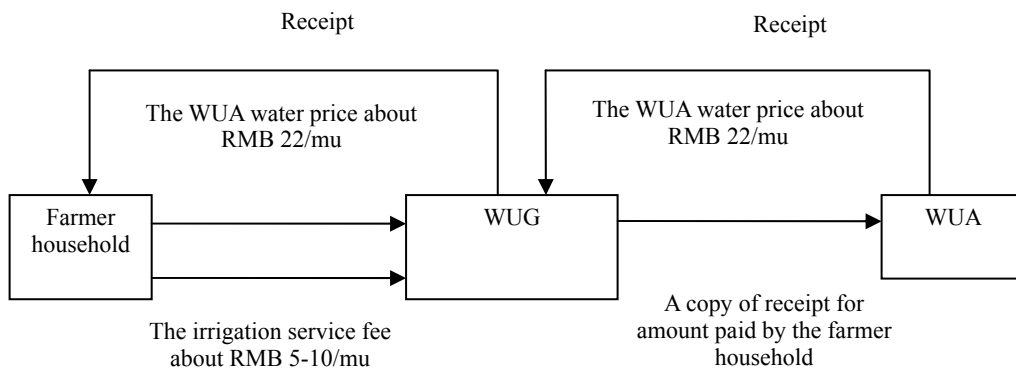 Receipt
Receipt
The WUA water price about
RMB 22/mu
The WUA water price about
RMB 22/mu
Farmer
household
WUG
WUA
The irrigation service fee
about RMB 5-10/mu
A copy of receipt for
amount paid by the farmer
household